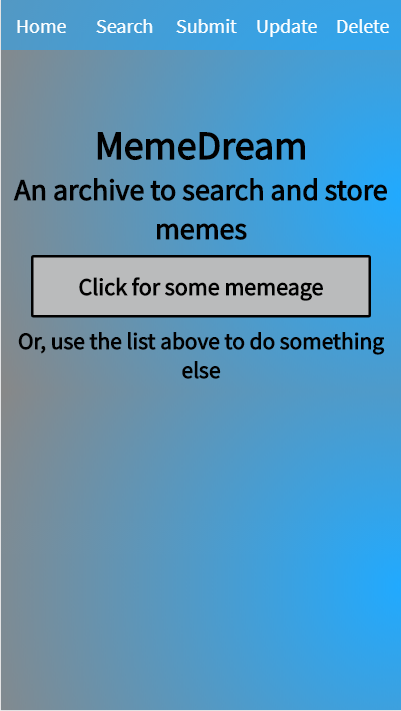 Home Search Submit Update Delete
MemeDream
An archive to search and store
memes
Click for some memeage
Or, use the list above to do something
else